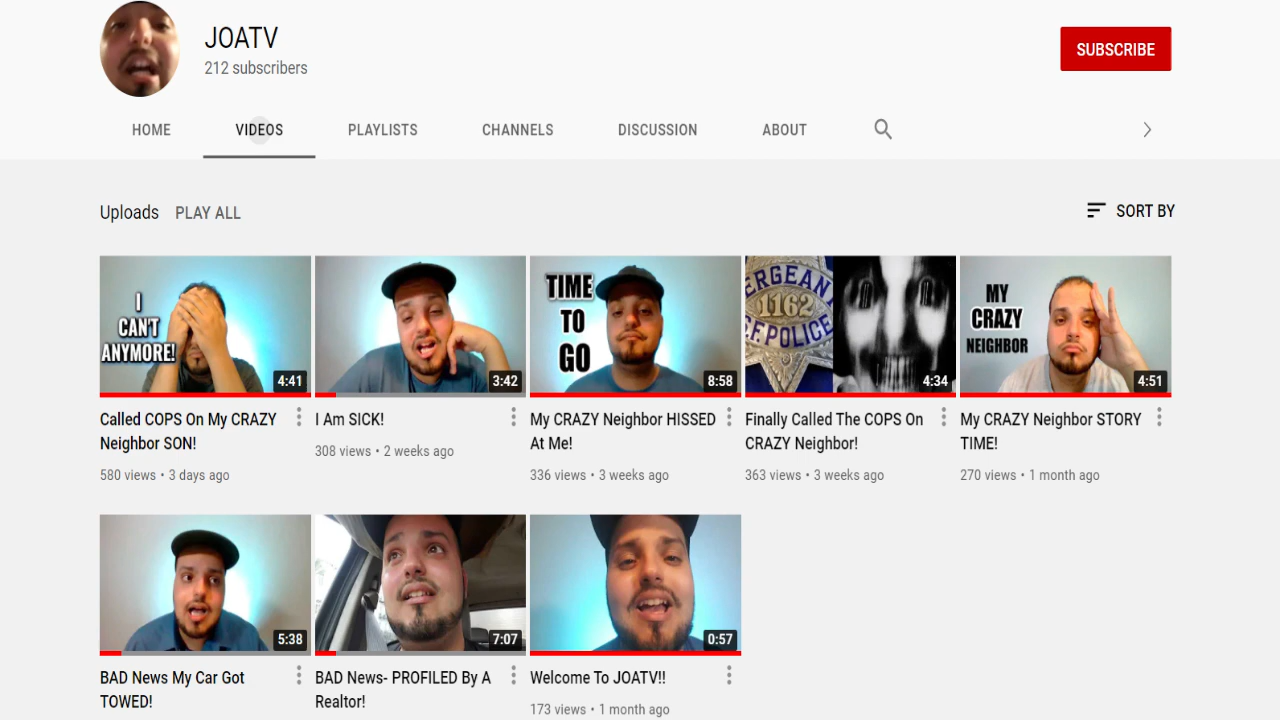 JOATV
212 subscribers
SUBSCRIBE
HOME VIDEOS PLAYLISTS CHANNELS DISCUSSION ABOUT
Uploads PLAY ALL
SORT BY
I
CAN'T
ANYMORE!
4:41
3:42
TIME
TO
GO
8:58
ERGEAN
1162
.F.POLICE
4:34
MY
CRAZY
NEIGHBOR
4:51
Called COPS On My CRAZY
Neighbor SON!
580 views • 3 days ago
I Am SICK!
308 views • 2 weeks ago
My CRAZY Neighbor HISSED
At Me!
336 views • 3 weeks ago
Finally Called The COPS On
CRAZY Neighbor!
363 views • 3 weeks ago
My CRAZY Neighbor STORY
TIME!
270 views • 1 month ago
5:38
7:07
0:57
BAD News My Car Got
TOWED!
BAD News- PROFILED By A
Realtor!
Welcome To JOATV!!
173 views • 1 month ago